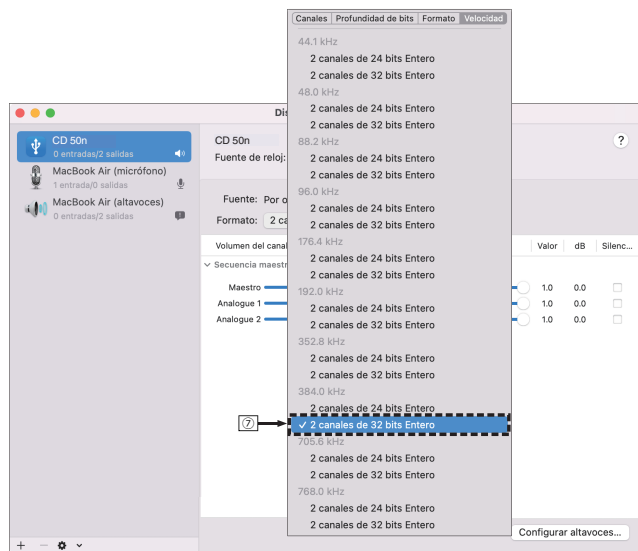 Canales Profundidad de bits Formato Velocidad
44.1 kHz
2 canales de 24 bits Entero
2 canales de 32 bits Entero
48.0 kHz
2 canales de 24 bits Entero
2 canales de 32 bits Entero
88.2 kHz
2 canales de 24 bits Entero
2 canales de 32 bits Entero
96.0 kHz
2 canales de 24 bits Entero
2 canales de 32 bits Entero
176.4 kHz
2 canales de 24 bits Entero
2 canales de 32 bits Entero
192.0 kHz
2 canales de 24 bits Entero
2 canales de 32 bits Entero
352.8 kHz
2 canales de 24 bits Entero
2 canales de 32 bits Entero
384.0 kHz
2 canales de 24 bits Entero
⑦ ✓ 2 canales de 32 bits Entero
705.6 kHz
2 canales de 24 bits Entero
2 canales de 32 bits Entero
768.0 kHz
2 canales de 24 bits Entero
2 canales de 32 bits Entero
CD 50n
0 entradas/2 salidas
MacBook Air (micrófono)
1 entrada/0 salidas
MacBook Air (altavoces)
0 entradas/2 salidas
CD 50n ?
Fuente de reloj:
Fuente: Por
Formato: 2
Volumen del canal Valor dB Silenc...
Secuencia maestr
Maestro 1.0 0.0
Analogue 1 1.0 0.0
Analogue 2 1.0 0.0
Configurar altavoces...